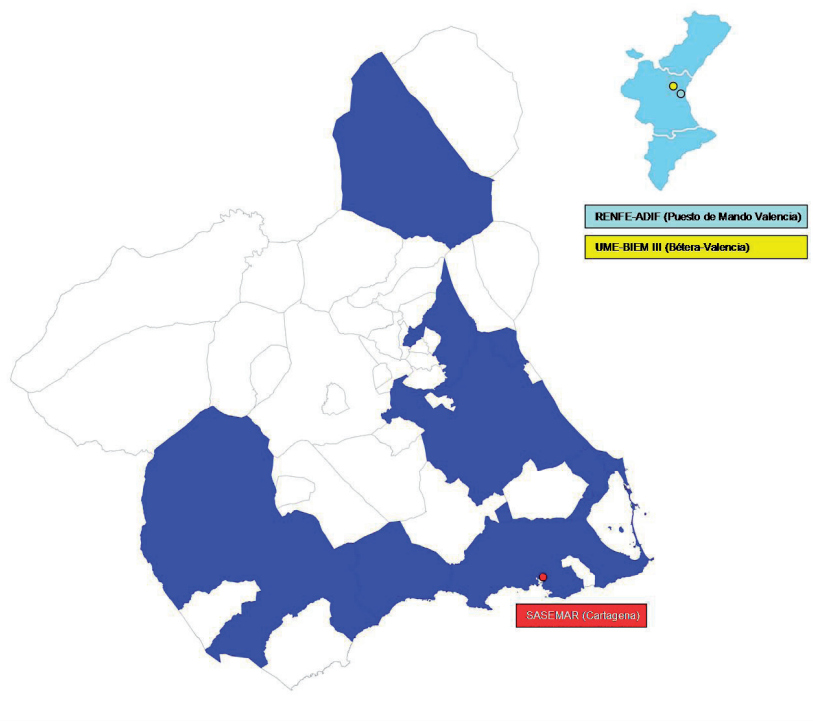 RENFE-ADIF (Puesto de Mando Valencia)
UME-BIEM III (Bétera-Valencia)
SASEMAR (Cartagena)